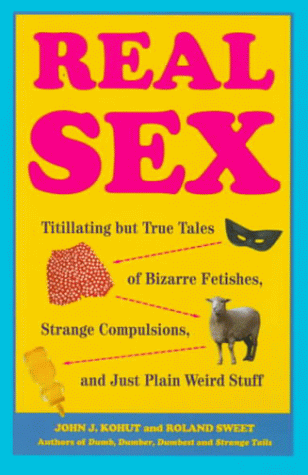 REAL
SEX
Titillating but True Tales
of Bizarre Fetishes,
Strange Compulsions,
and Just Plain Weird Stuff
JOHN J. KOHUT and ROLAND SWEET
Authors of Dumb, Dumber, Dumbest and Strange Tails